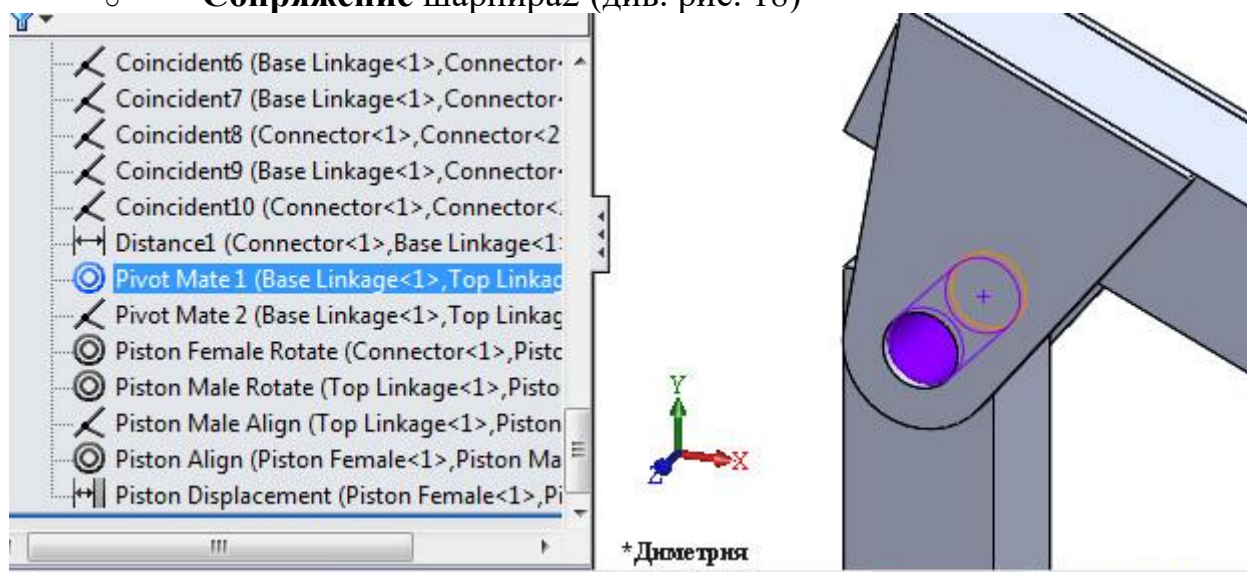 Сопряжение шарнира2 (див. рис. 18)
Coincident6 (Base Linkage<1>,Connector
Coincident7 (Base Linkage<1>,Connector
Coincident8 (Connector<1>,Connector<2
Coincident9 (Base Linkage<1>,Connector
Coincident10 (Connector<1>,Connector<
Distance1 (Connector<1>,Base Linkage<1
Pivot Mate 1 (Base Linkage<1>,Top Linkag
Pivot Mate 2 (Base Linkage<1>,Top Linkag
Piston Female Rotate (Connector<1>,Pistc
Piston Male Rotate (Top Linkage<1>,Pisto
Piston Male Align (Top Linkage<1>,Piston
Piston Align (Piston Female<1>,Piston Ma
Piston Displacement (Piston Female<1>,Pi
Y
X
Z
*Диметрия